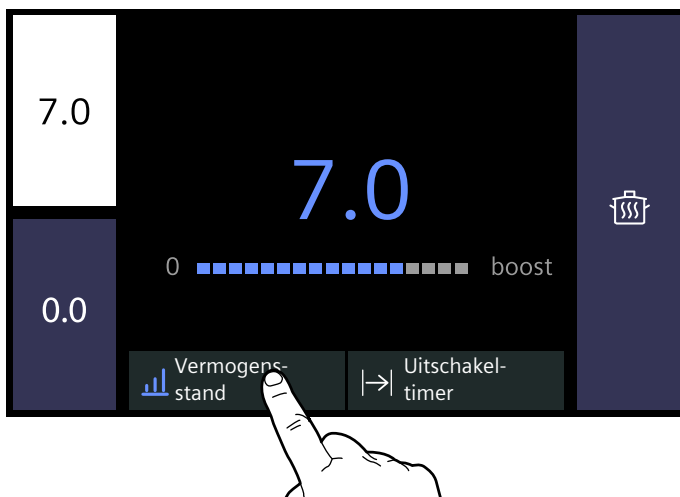 7.0
0.0
7.0
0 boost
Vermogens-
stand
Uitschakel-
timer